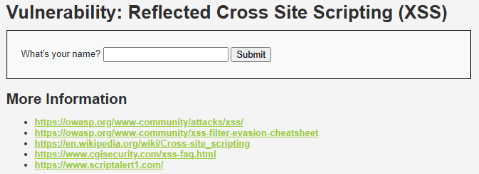 Vulnerability: Reflected Cross Site Scripting (XSS)
What's your name? Submit
More Information
https://owasp.org/www-community/attacks/xss/
https://owasp.org/www-community/xss-filter-evasion-cheatsheet
https://en.wikipedia.org/wiki/Cross-site_scripting
https://www.cgisecurity.com/xss-faq.html
https://www.scriptalert1.com/